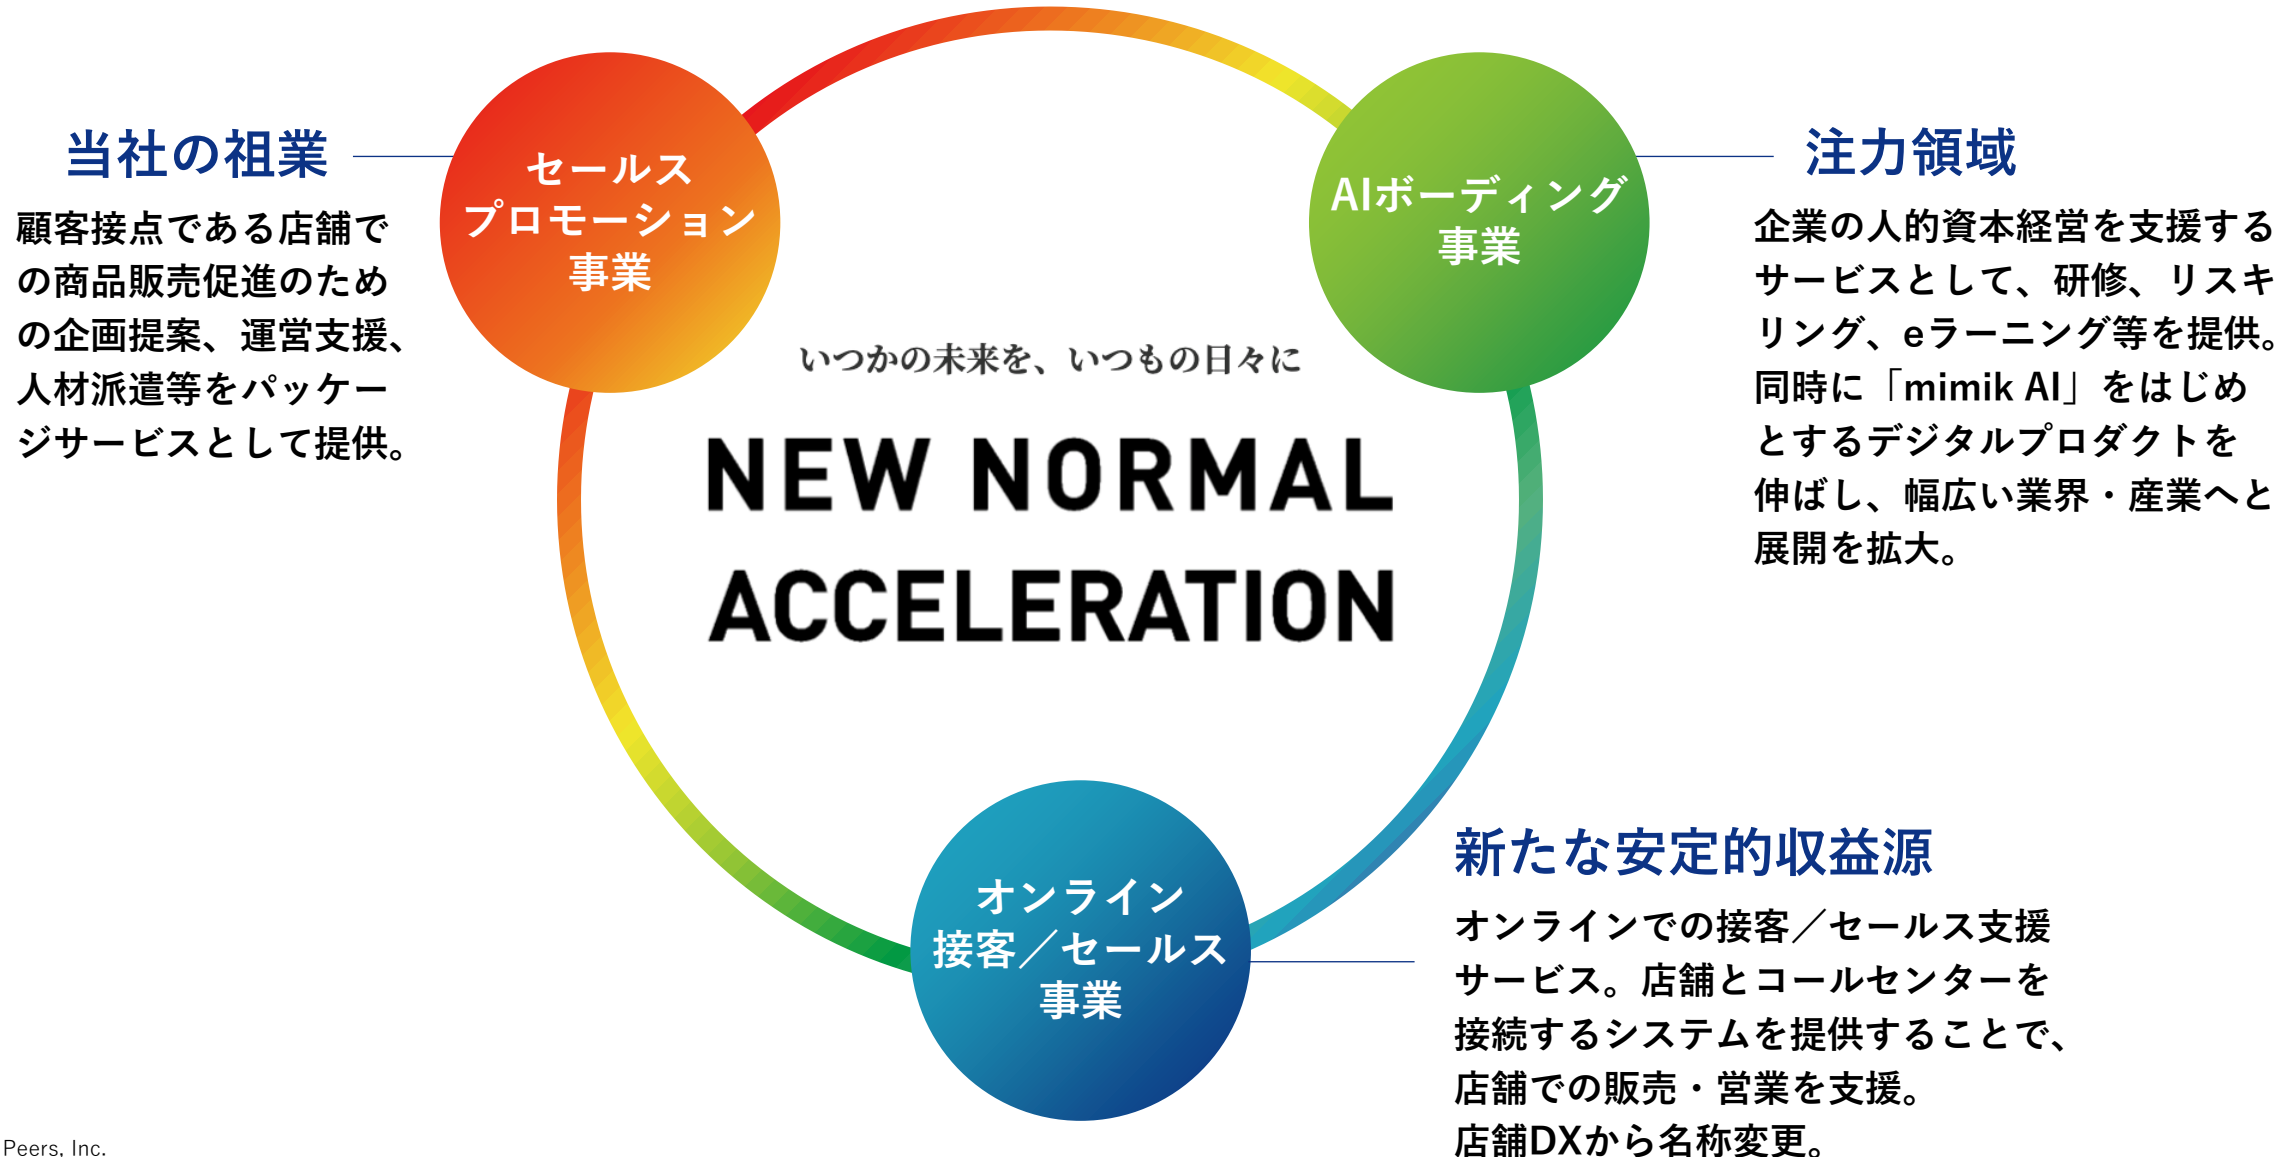 当社の祖業
顧客接点である店舗で
の商品販売促進のため
の企画提案、運営支援、
人材派遣等をパッケー
ジサービスとして提供。
セールス
プロモーション
事業
AIボーディング
事業
注力領域
企業の人的資本経営を支援する
サービスとして、研修、リスキ
リング、eラーニング等を提供。
同時に「mimik AI」をはじめ
とするデジタルプロダクトを
伸ばし、幅広い業界・産業へと
展開を拡大。
いつかの未来を、いつもの日々に
NEW NORMAL
ACCELERATION
オンライン
接客／セールス
事業
新たな安定的収益源
オンラインでの接客／セールス支援
サービス。店舗とコールセンターを
接続するシステムを提供することで、
店舗での販売・営業を支援。
店舗DXから名称変更。
Peers, Inc.